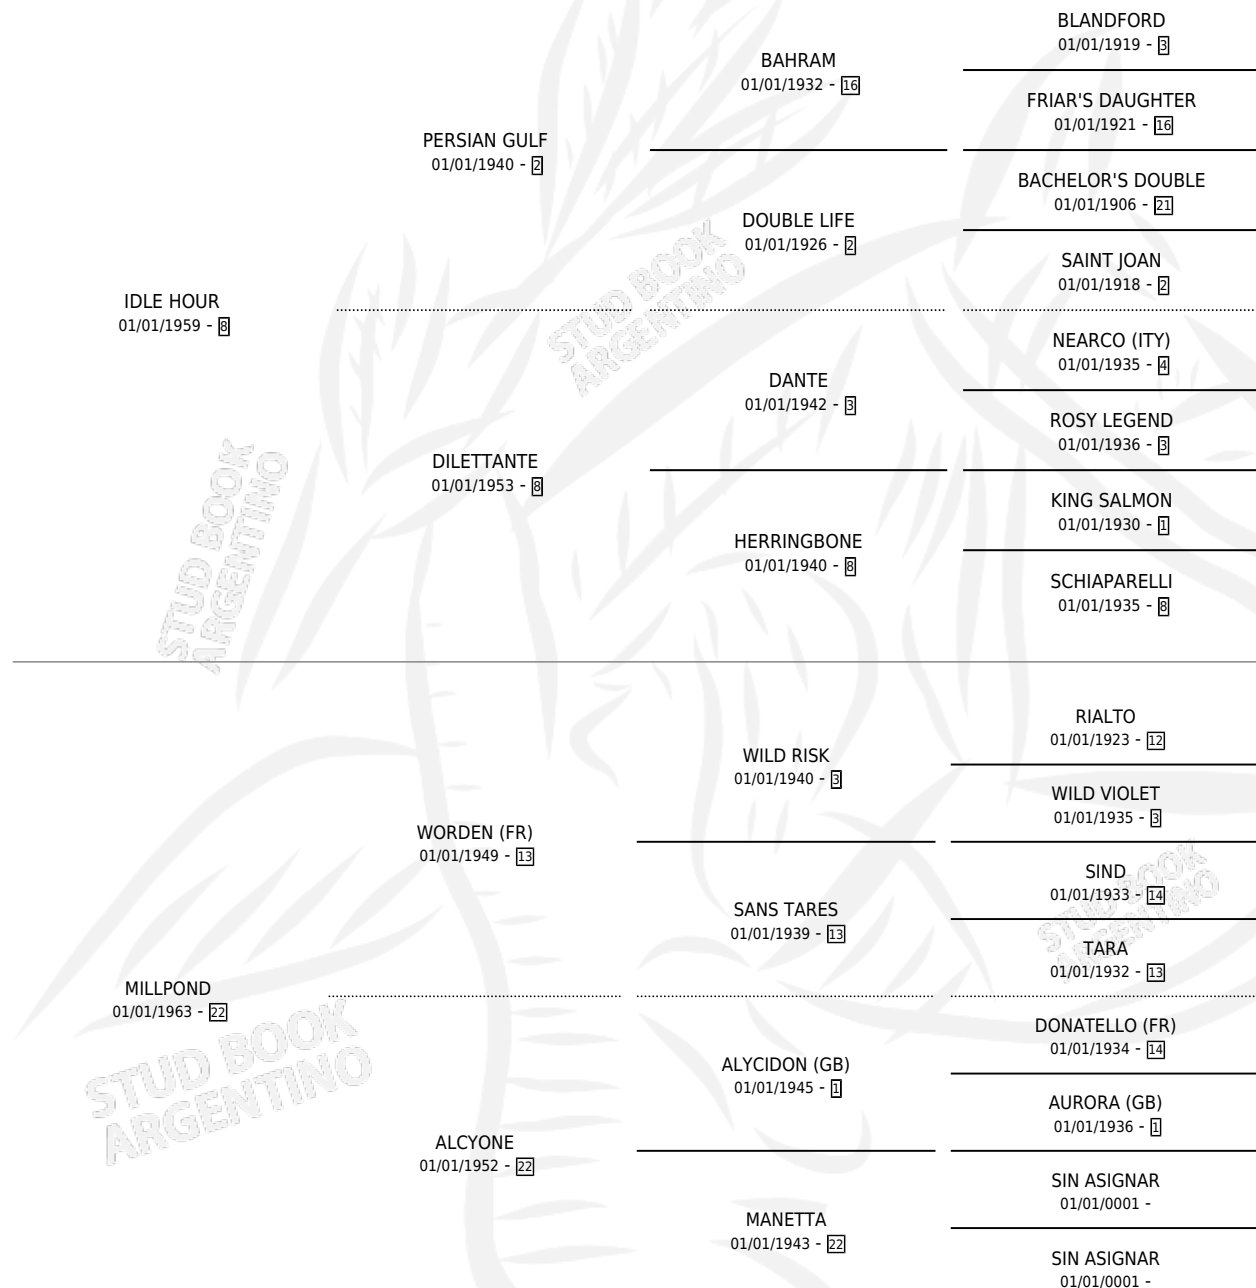 BLANDFORD
01/01/1919 - 3
BAHRAM
01/01/1932 - 16
FRIAR'S DAUGHTER
01/01/1921 - 16
PERSIAN GULF
01/01/1940 - 2
BACHELOR'S DOUBLE
01/01/1906 - 21
DOUBLE LIFE
01/01/1926 - 2
SAINT JOAN
01/01/1918 - 2
IDLE HOUR
01/01/1959 - 8
NEARCO (ITY)
01/01/1935 - 4
DANTE
01/01/1942 - 3
ROSY LEGEND
01/01/1936 - 3
DILETTANTE
01/01/1953 - 8
KING SALMON
01/01/1930 - 1
HERRINGBONE
01/01/1940 - 8
SCHIAPARELLI
01/01/1935 - 8
RIALTO
01/01/1923 - 12
WILD RISK
01/01/1940 - 3
WILD VIOLET
01/01/1935 - 3
WORDEN (FR)
01/01/1949 - 13
SIND
01/01/1933 - 14
SANS TARES
01/01/1939 - 13
TARA
01/01/1932 - 13
MILLPOND
01/01/1963 - 22
DONATELLO (FR)
01/01/1934 - 14
ALYCIDON (GB)
01/01/1945 - 1
AURORA (GB)
01/01/1936 - 1
ALCYONE
01/01/1952 - 22
SIN ASIGNAR
01/01/0001 -
MANETTA
01/01/1943 - 22
SIN ASIGNAR
01/01/0001 -
STUD BOOK
ARGENTINO
STUD BOOK
ARGENTINO
STUD BOOK
ARGENTINO
STUD BOOK
ARGENTINO